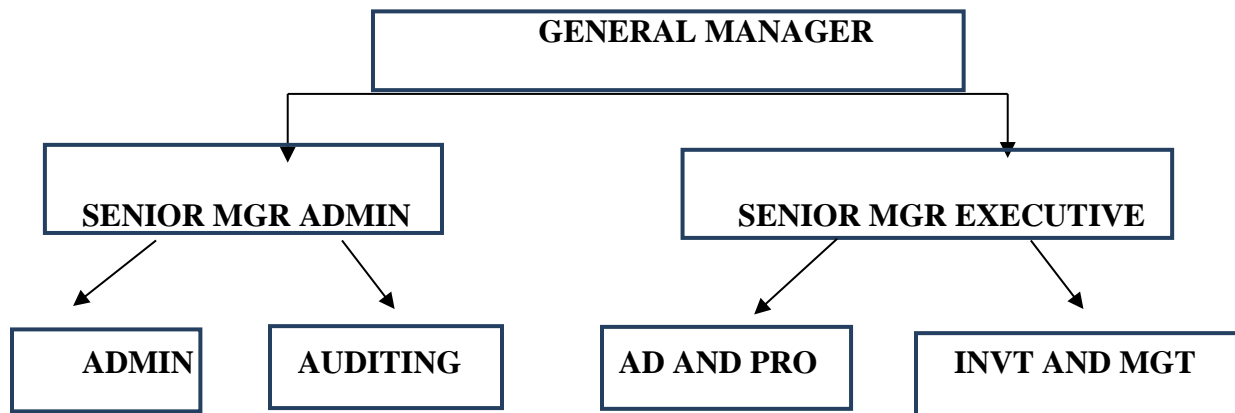 GENERAL MANAGER
SENIOR MGR ADMIN
SENIOR MGR EXECUTIVE
ADMIN
AUDITING
AD AND PRO
INVT AND MGT